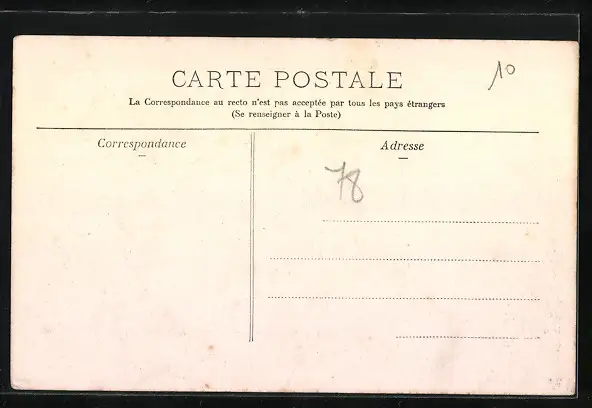 CARTE POSTALE
10
La Correspondance au recto n'est pas acceptée par tous les pays étrangers
(Se renseigner à la Poste)
Correspondance
Adresse
78